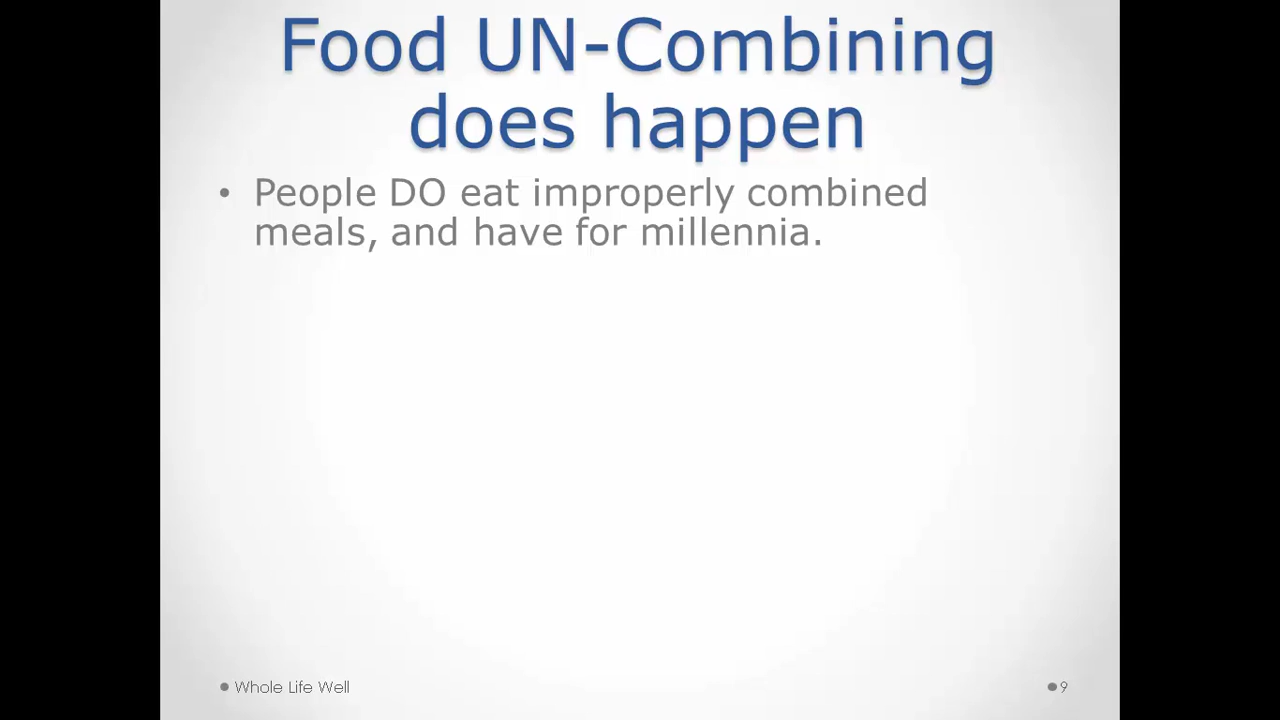 Food UN-Combining
does happen
• People DO eat improperly combined
meals, and have for millennia.
● Whole Life Well
● 9